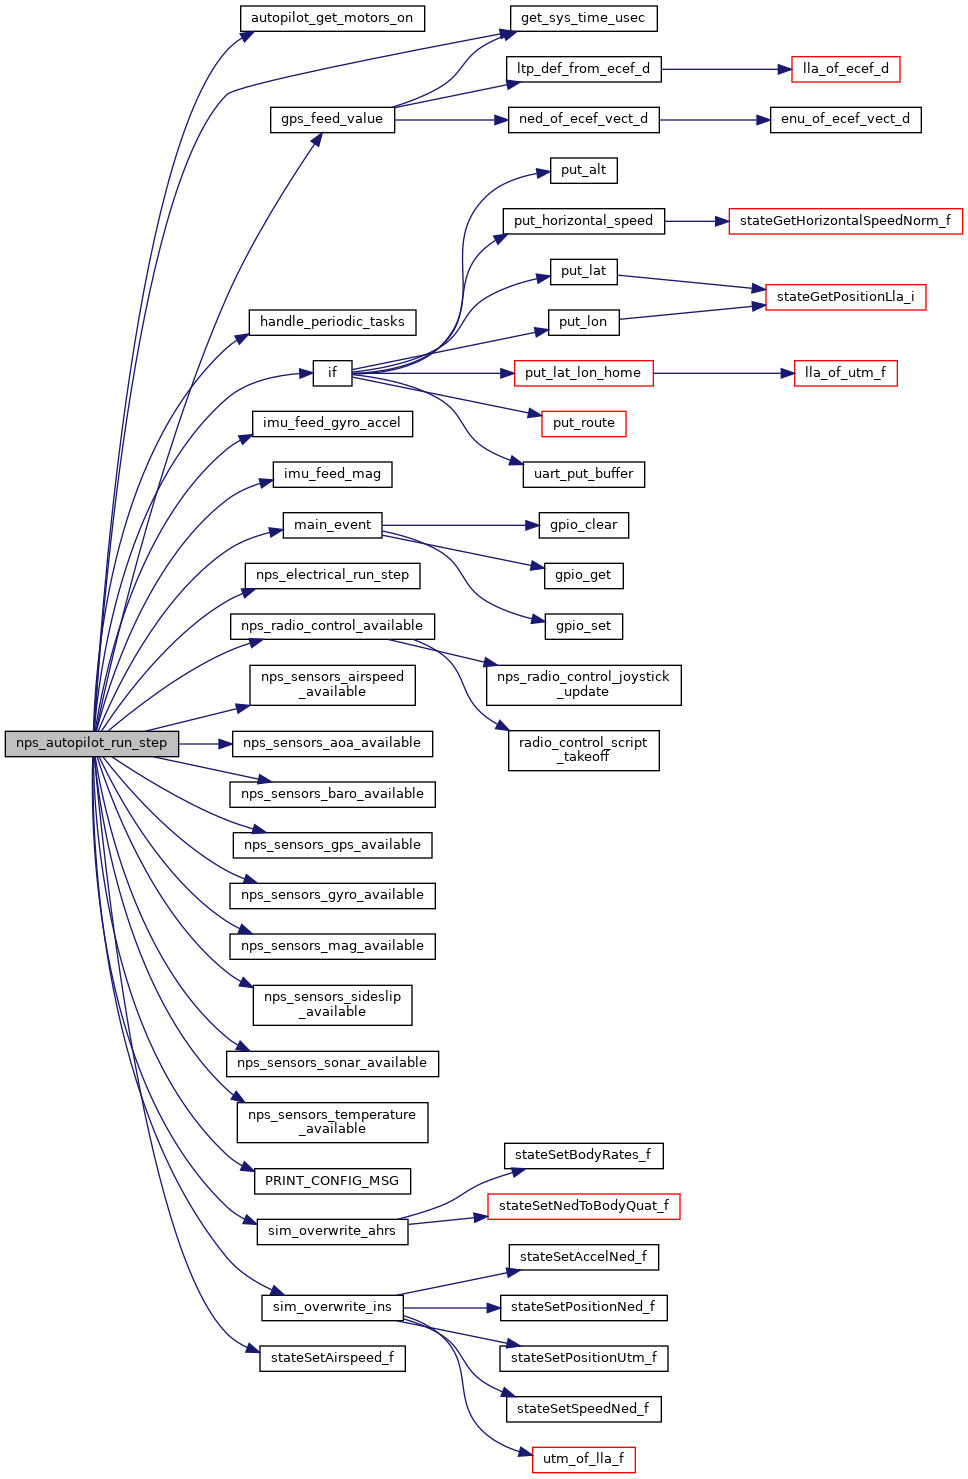 autopilot_get_motors_on
get_sys_time_usec
ltp_def_from_ecef_d
lla_of_ecef_d
gps_feed_value
ned_of_ecef_vect_d
enu_of_ecef_vect_d
put_alt
put_horizontal_speed
stateGetHorizontalSpeedNorm_f
put_lat
stateGetPositionLla_i
handle_periodic_tasks
put_lon
if
put_lat_lon_home
lla_of_utm_f
imu_feed_gyro_accel
put_route
imu_feed_mag
uart_put_buffer
main_event
gpio_clear
nps_electrical_run_step
gpio_get
nps_radio_control_available
gpio_set
nps_sensors_airspeed
_available
nps_radio_control_joystick
_update
nps_autopilot_run_step
nps_sensors_aoa_available
radio_control_script
_takeoff
nps_sensors_baro_available
nps_sensors_gps_available
nps_sensors_gyro_available
nps_sensors_mag_available
nps_sensors_sideslip
_available
nps_sensors_sonar_available
nps_sensors_temperature
_available
stateSetBodyRates_f
PRINT_CONFIG_MSG
stateSetNedToBodyQuat_f
sim_overwrite_ahrs
stateSetAccelNed_f
sim_overwrite_ins
stateSetPositionNed_f
stateSetAirspeed_f
stateSetPositionUtm_f
stateSetSpeedNed_f
utm_of_lla_f